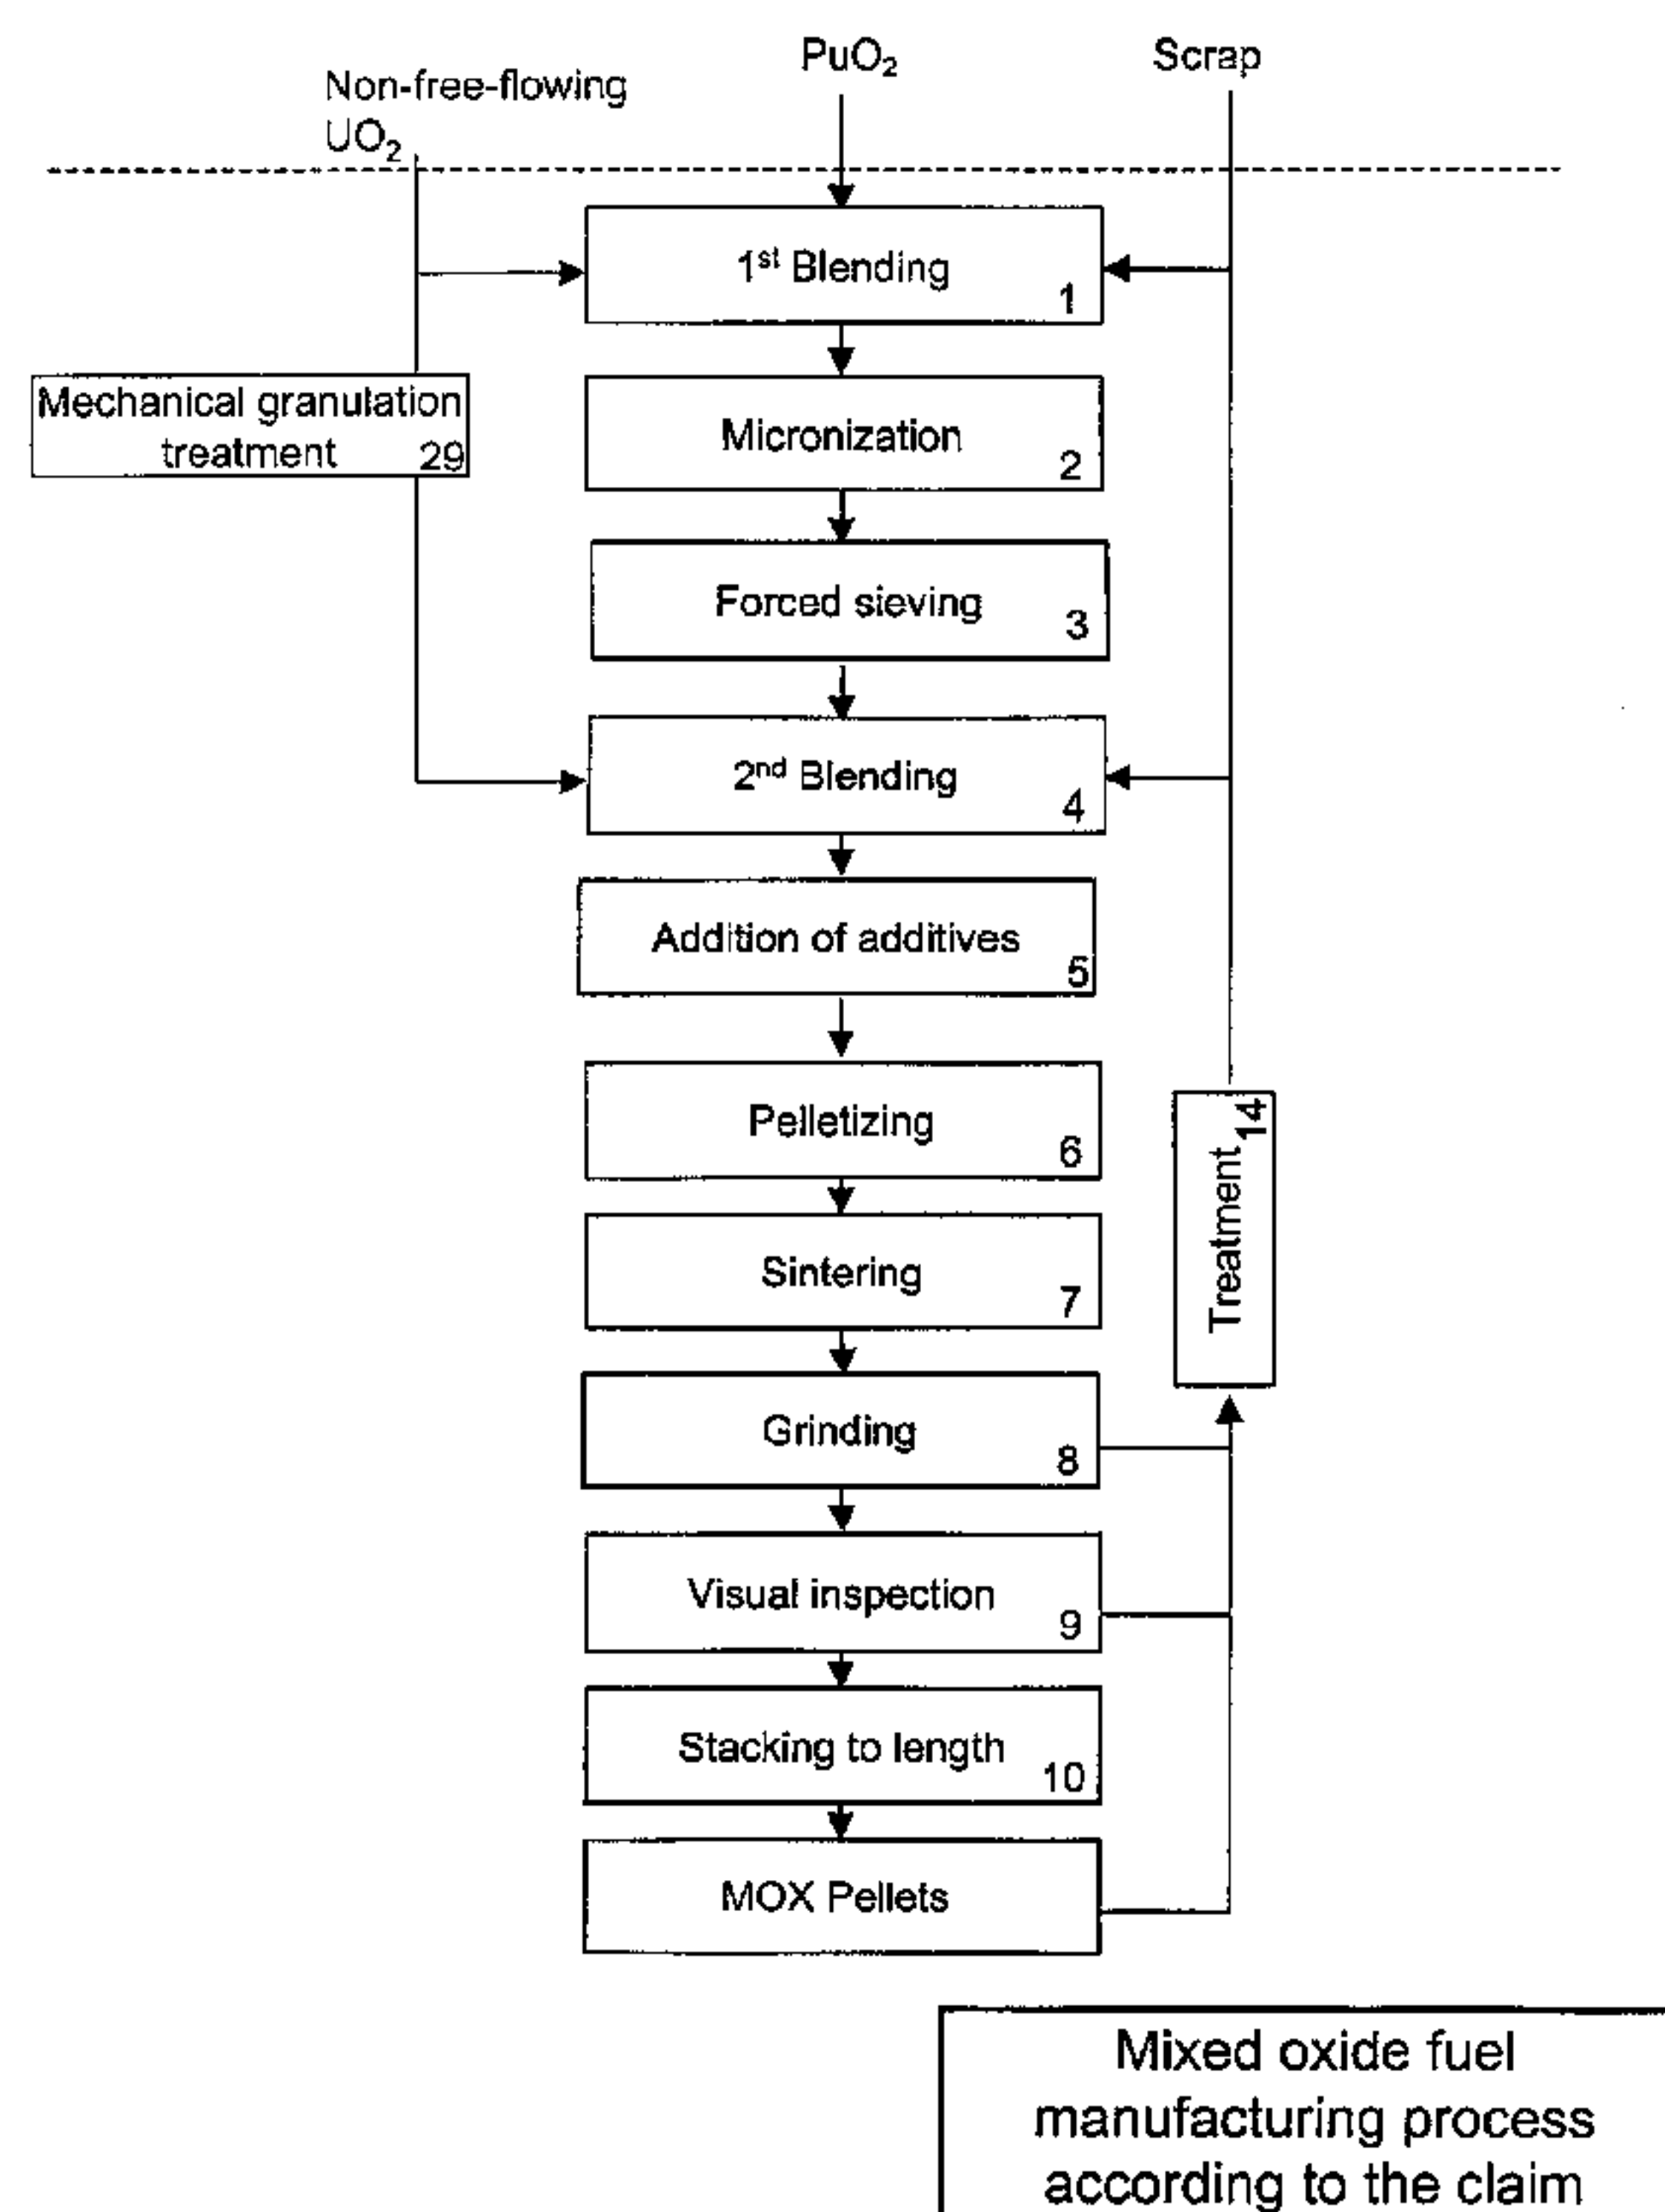 Non-free-flowing
UO₂
PuO₂
Scrap
1st Blending
1
Mechanical granulation
treatment 29
Micronization
2
Forced sieving
3
2nd Blending
4
Addition of additives
5
Pelletizing
6
Treatment 14
Sintering
7
Grinding
8
Visual inspection
9
Stacking to length
10
MOX Pellets
Mixed oxide fuel
manufacturing process
according to the claim